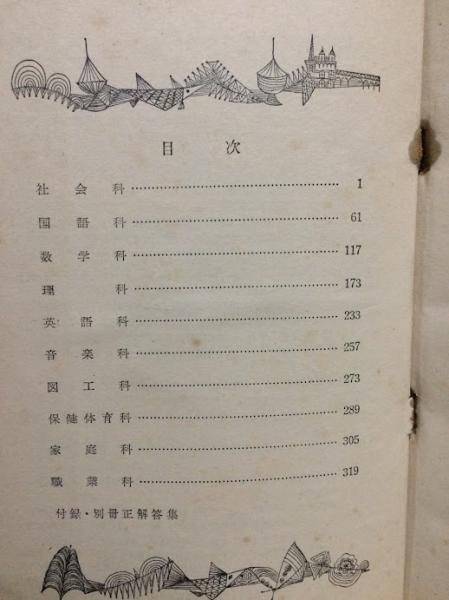 目次
社会科 1
国語科 61
数学科 117
理科 173
英語科 233
音楽科 257
図工科 273
保健体育科 289
家庭科 305
職業科 319
付録・別冊正解答集